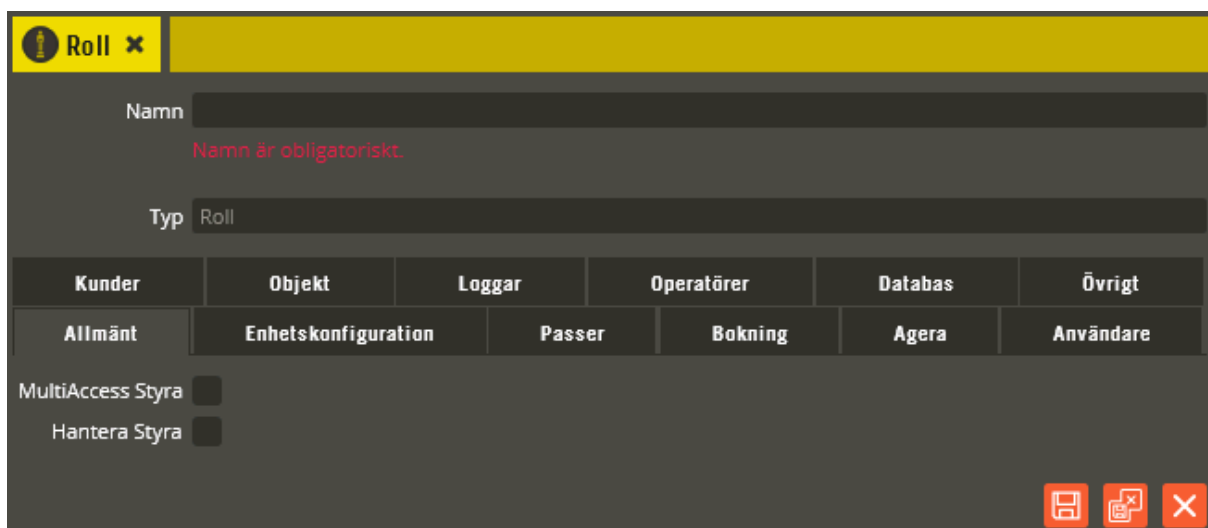 Roll
Namn
Namn är obligatoriskt.
Typ Roll
Kunder Objekt Loggar Operatörer Databas Övrigt
Allmänt Enhetskonfiguration Passer Bokning Agera Användare
MultiAccess Styra
Hantera Styra